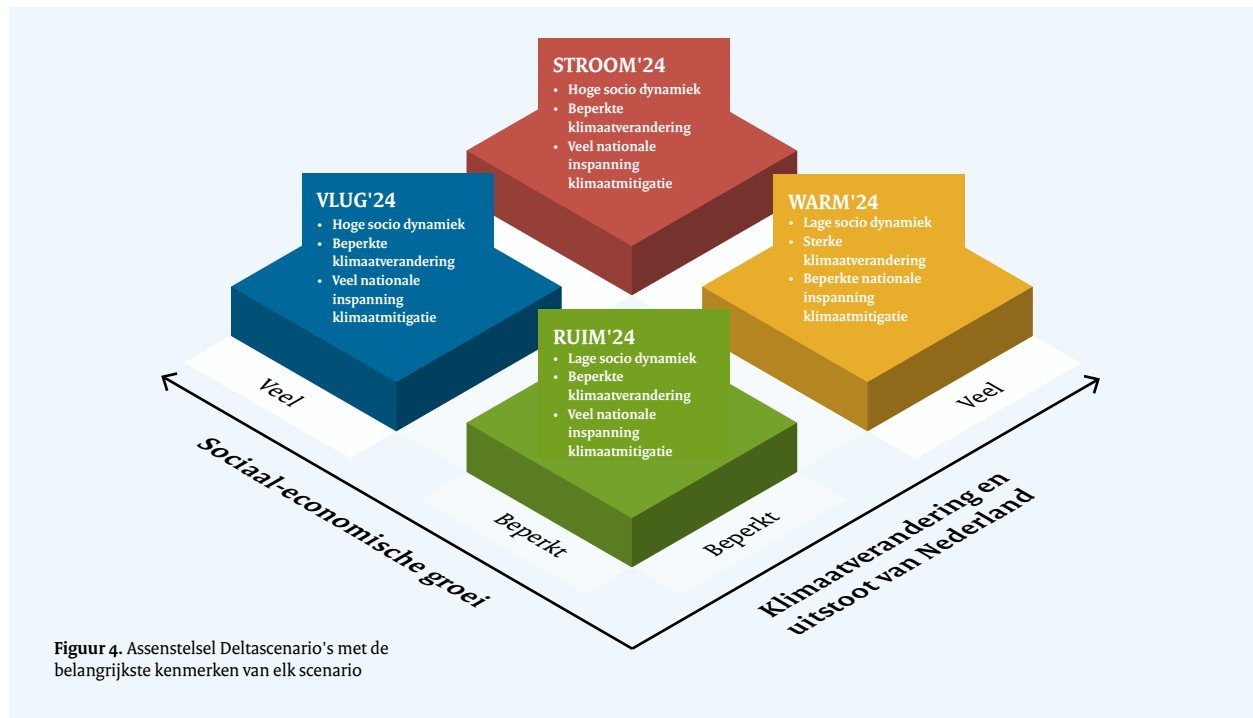 STROOM'24
• Hoge socio dynamiek
• Beperkte
klimaatverandering
• Veel nationale
inspanning
klimaatmitigatie
VLUG'24
• Hoge socio dynamiek
• Beperkte
klimaatverandering
• Veel nationale
inspanning
klimaatmitigatie
WARM'24
• Lage socio dynamiek
• Sterke
klimaatverandering
• Beperkte nationale
inspanning
klimaatmitigatie
RUIM'24
• Lage socio dynamiek
• Beperkte
klimaatverandering
• Veel nationale
inspanning
klimaatmitigatie
Veel
Beperkt
Sociaal-economische groei
Beperkt
Veel
Klimaatverandering en
uitstoot van Nederland
Figuur 4. Assenstelsel Deltascenario's met de
belangrijkste kenmerken van elk scenario